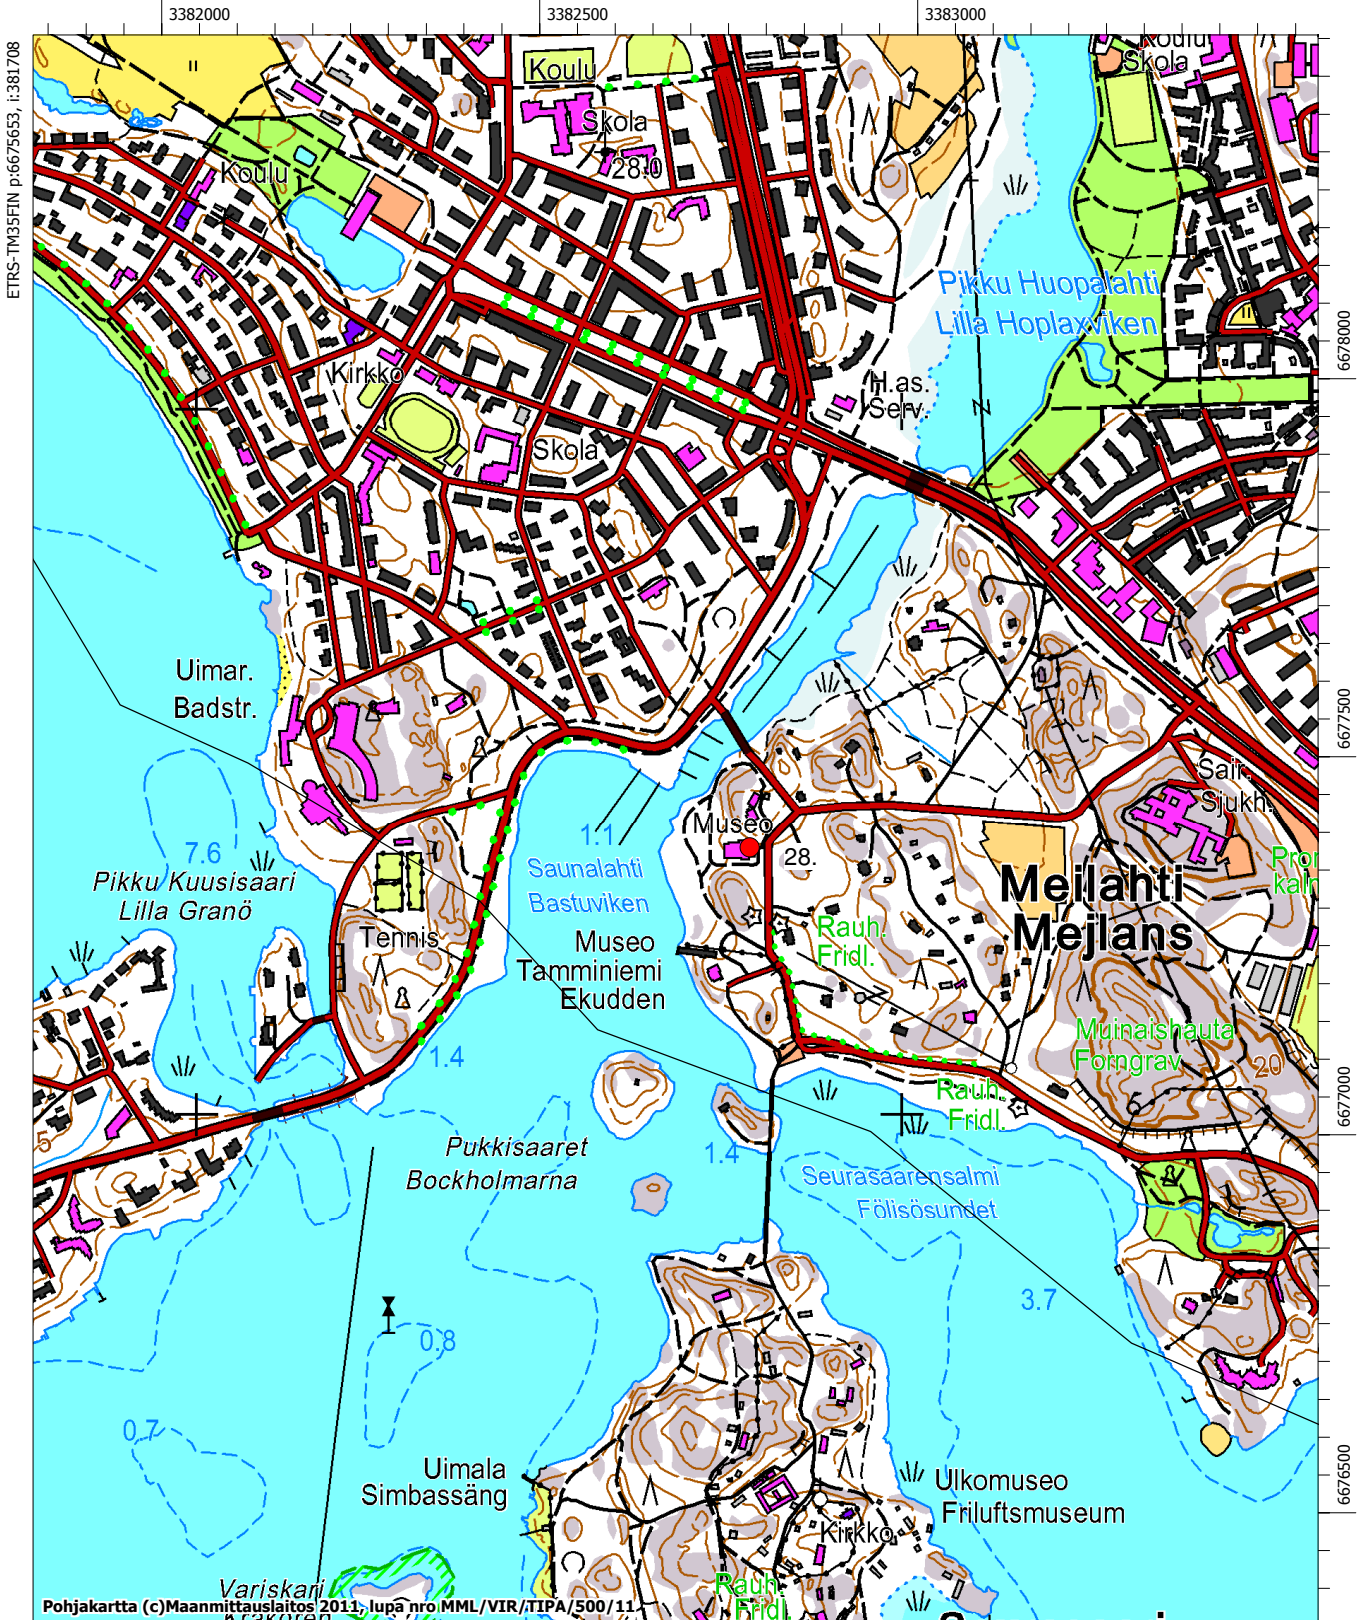 3382000
3382500
3383000
ETRS-TM35FIN p:6675653, i:381708
Koulu
Skola
Koulu
Skola
28.0
Koulu
Pikku Huopalahti
Lilla Hoplaxviken
6678000
Kirkko
H.as.
Serv.
Skola
Uimar.
Badstr.
6677500
Sair.
Sjukh.
Museo
1.1
28.
7.6
Saunalahti
Bastuviken
Pikku Kuusisaari
Lilla Granö
Meilahti
Mejlans
Rauh.
Fridl.
Tennis
Museo
Tamminiemi
Ekudden
Muinaishauta
Forngrav
20
1.4
Rauh.
Fridl.
6677000
5
Pukkisaaret
Bockholmarna
1.4
Seurasaarensalmi
Fölisösundet
3.7
0.8
0.7
Uimala
Simbassäng
Ulkomuseo
Friluftsmuseum
6676500
Kirkko
Variskari
Rauh.
Fridl.
Pohjakartta (c)Maanmittauslaitos 2011, lupa nro MML/VIR/TIPA/500/11